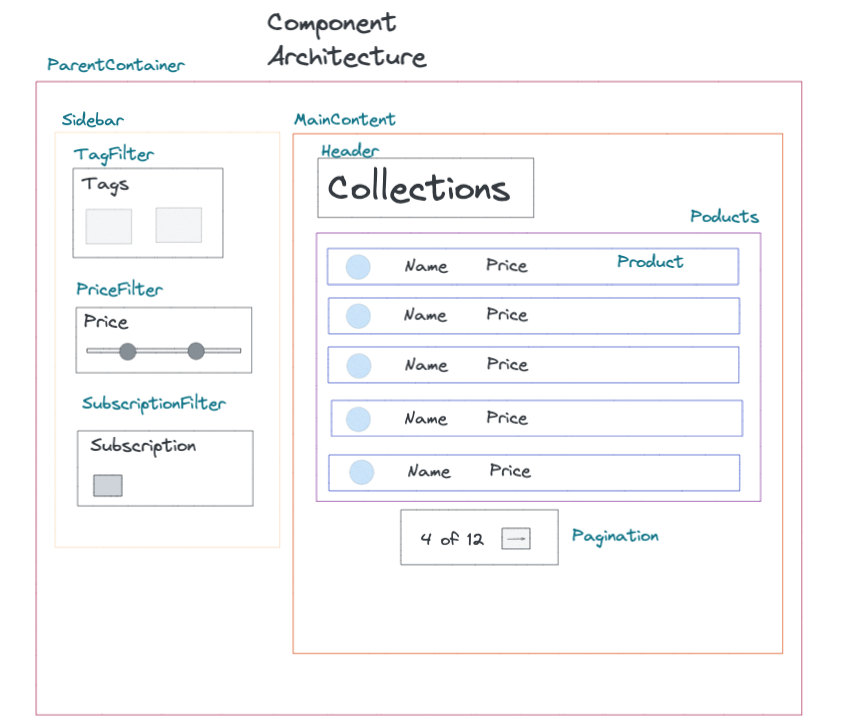 Component
Architecture
ParentContainer
Sidebar
TagFilter
Tags
PriceFilter
Price
SubscriptionFilter
Subscription
MainContent
Header
Collections
Poducts
Name Price Product
Name Price
Name Price
Name Price
Name Price
4 of 12 →
Pagination